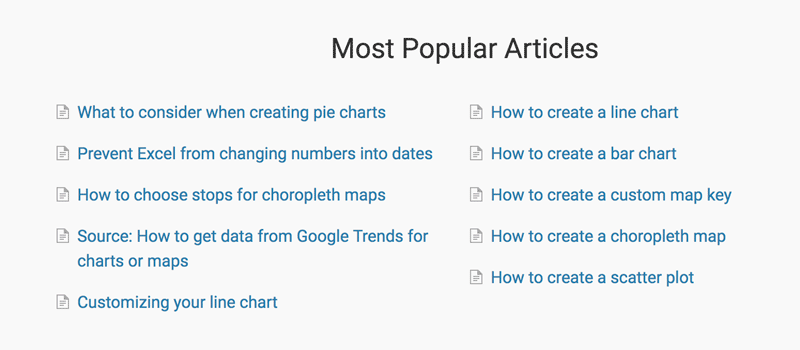 Most Popular Articles
What to consider when creating pie charts
Prevent Excel from changing numbers into dates
How to choose stops for choropleth maps
Source: How to get data from Google Trends for
charts or maps
Customizing your line chart
How to create a line chart
How to create a bar chart
How to create a custom map key
How to create a choropleth map
How to create a scatter plot